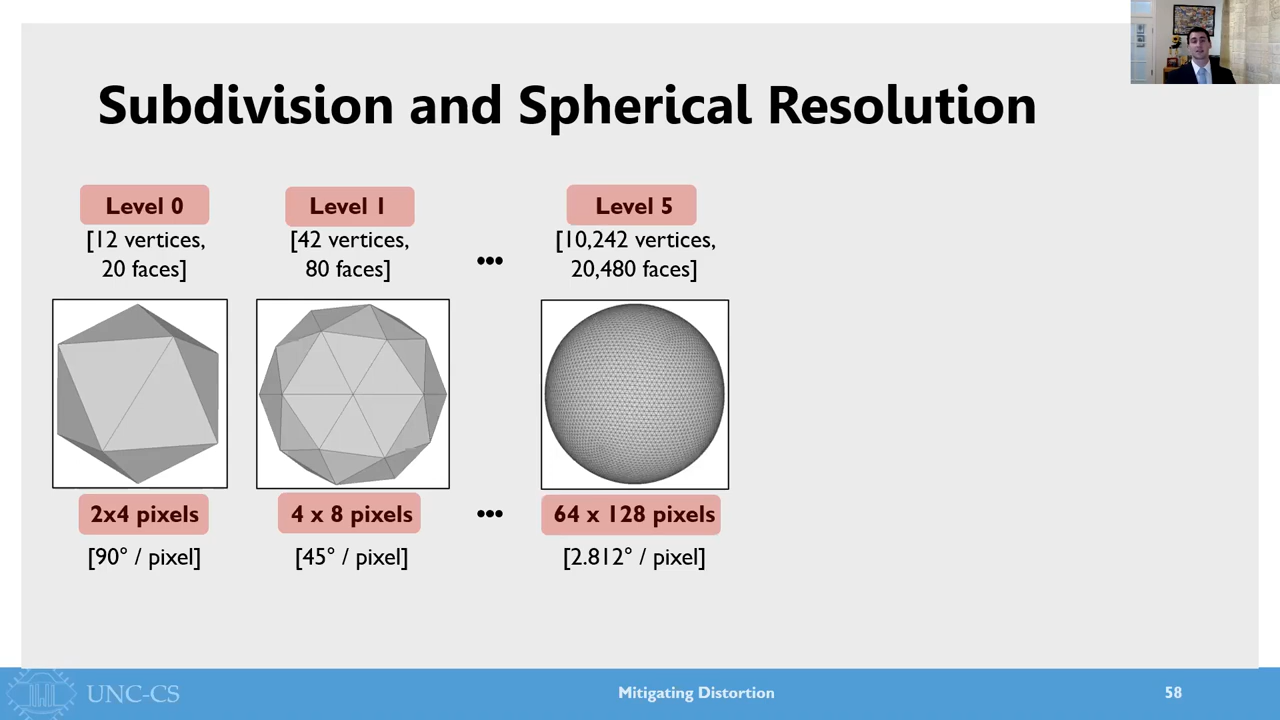 Subdivision and Spherical Resolution
Level 0
[12 vertices,
20 faces]
2x4 pixels
[90° / pixel]
Level 1
[42 vertices,
80 faces]
4 x 8 pixels
[45° / pixel]
•••
•••
Level 5
[10,242 vertices,
20,480 faces]
64 x 128 pixels
[2.812° / pixel]
UNC-CS
Mitigating Distortion
58